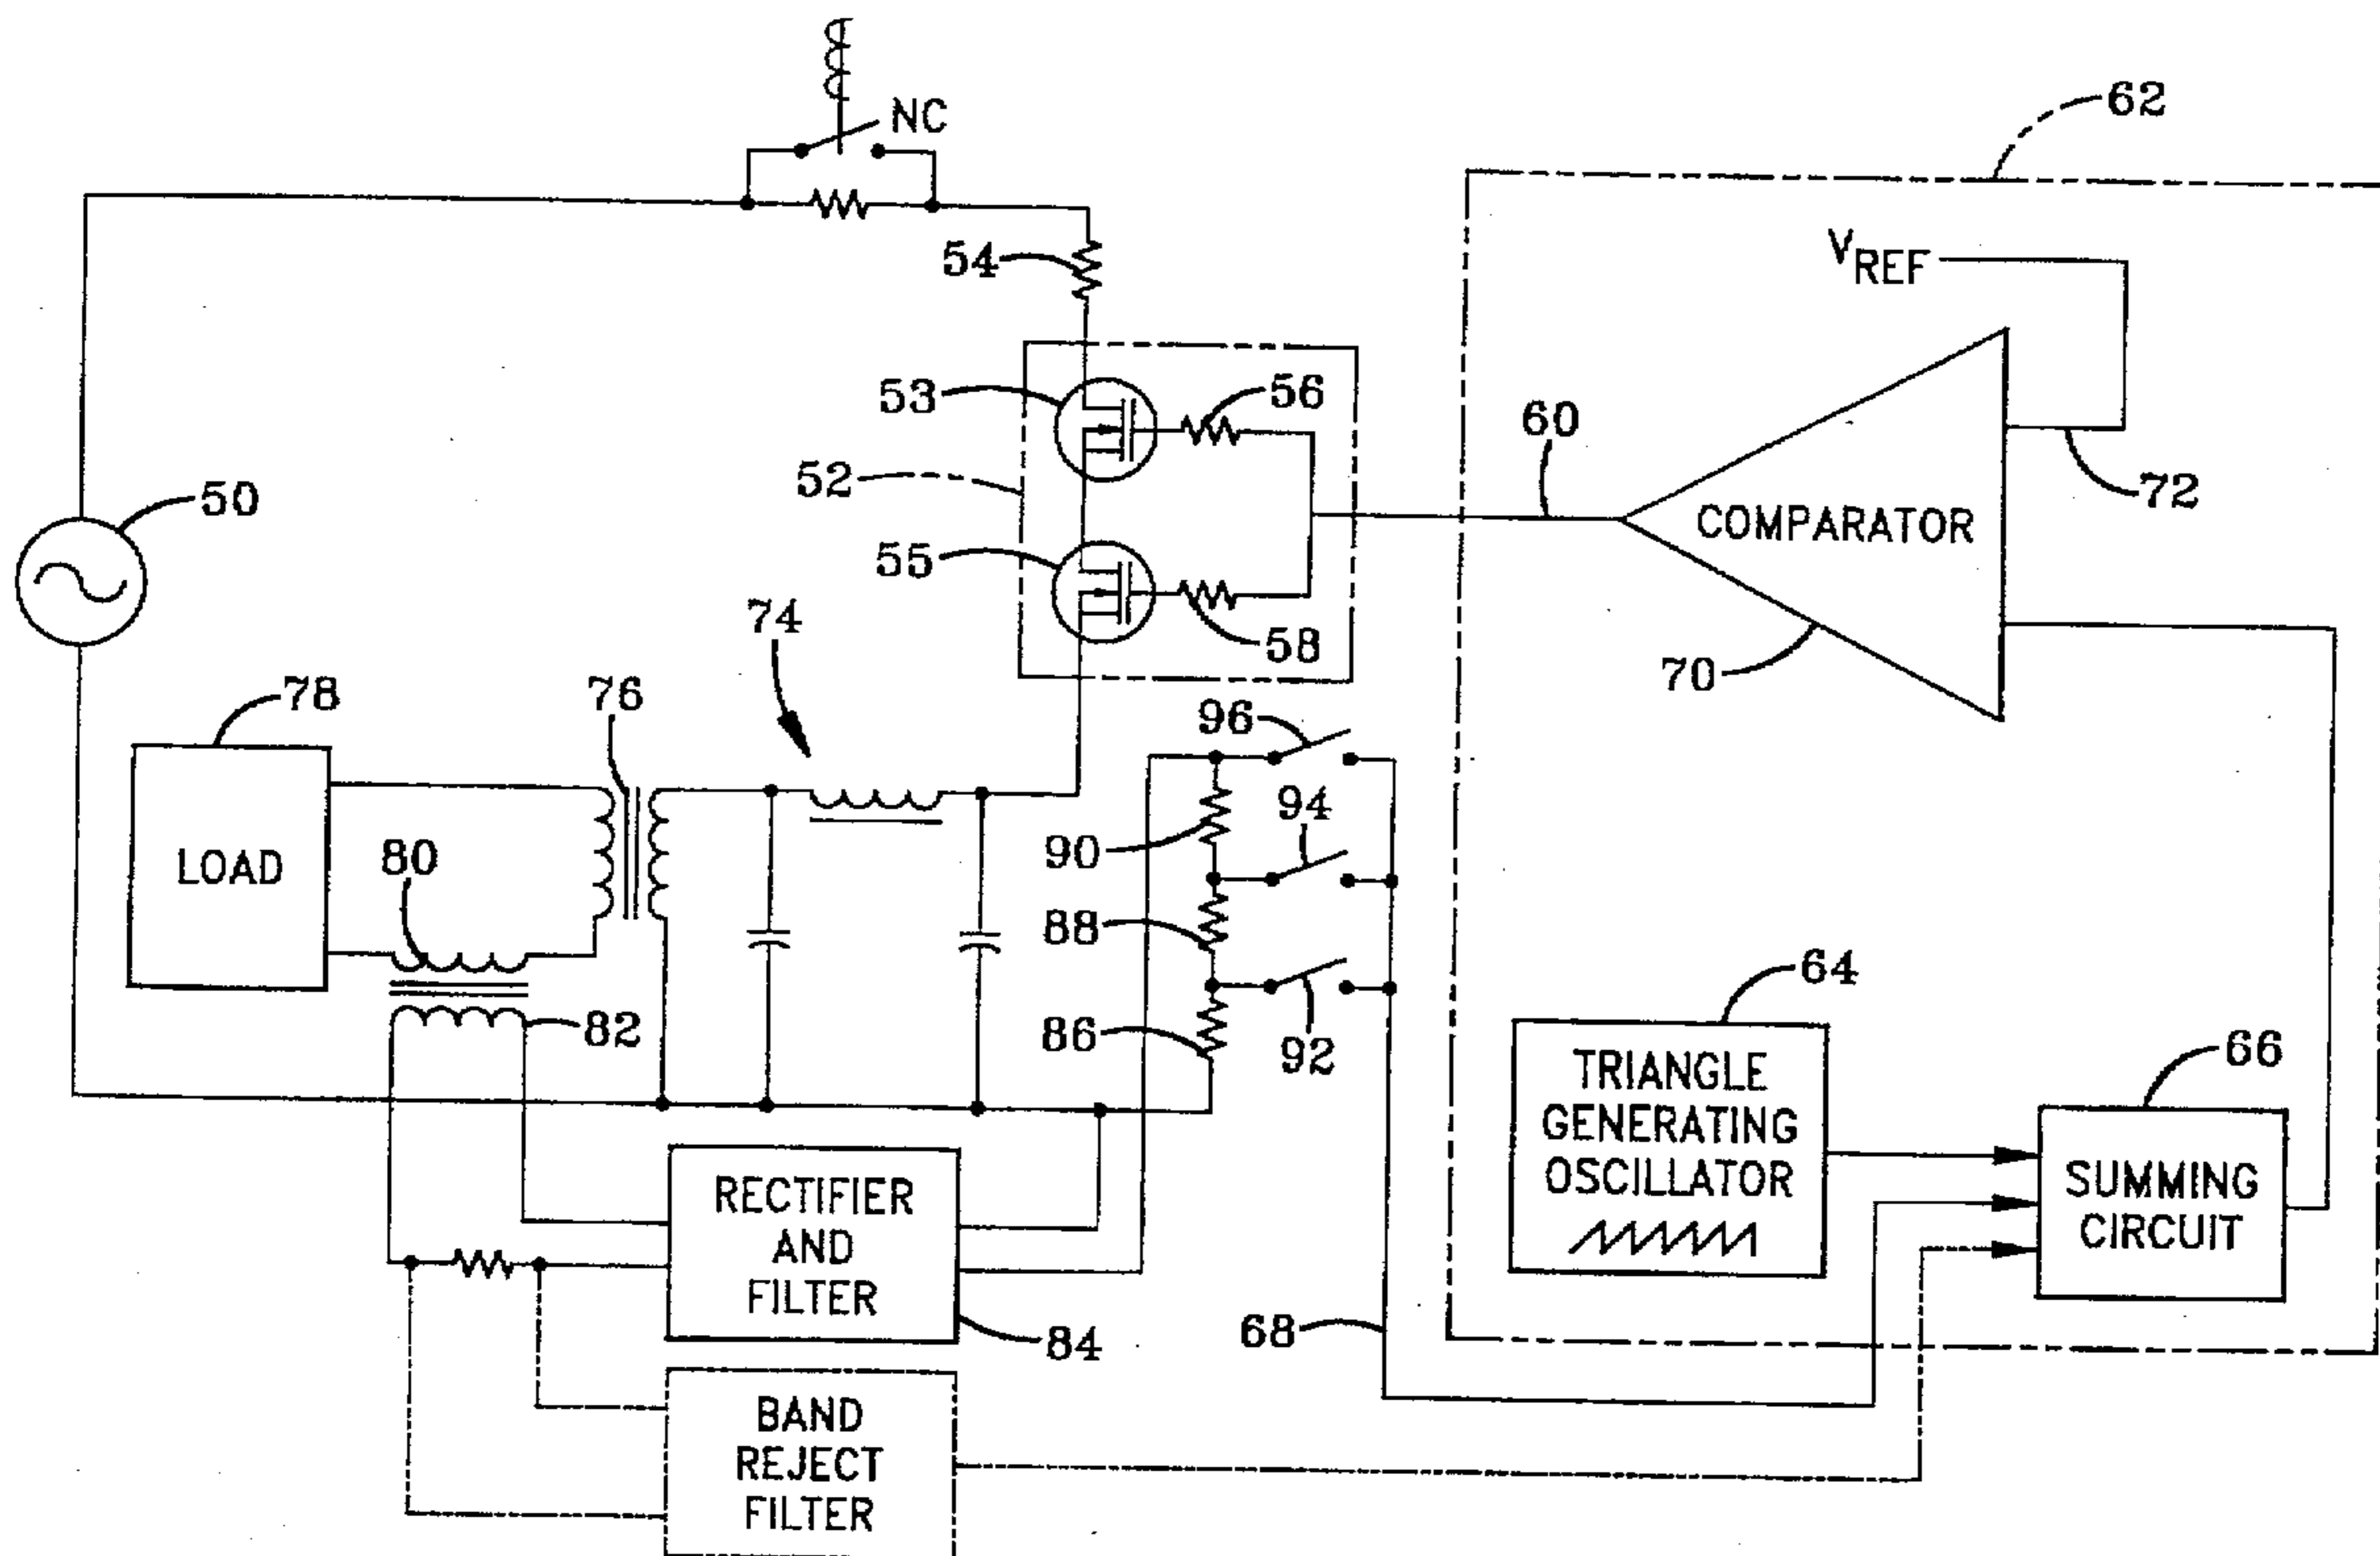 NC
62
54
V REF
53
56
60
52
72
50
COMPARATOR
55
74
58
70
78
76
96
94
LOAD
80
90
88
64
82
86
92
66
TRIANGLE
GENERATING
OSCILLATOR
SUMMING
CIRCUIT
RECTIFIER
AND
FILTER
84
68
BAND
REJECT
FILTER